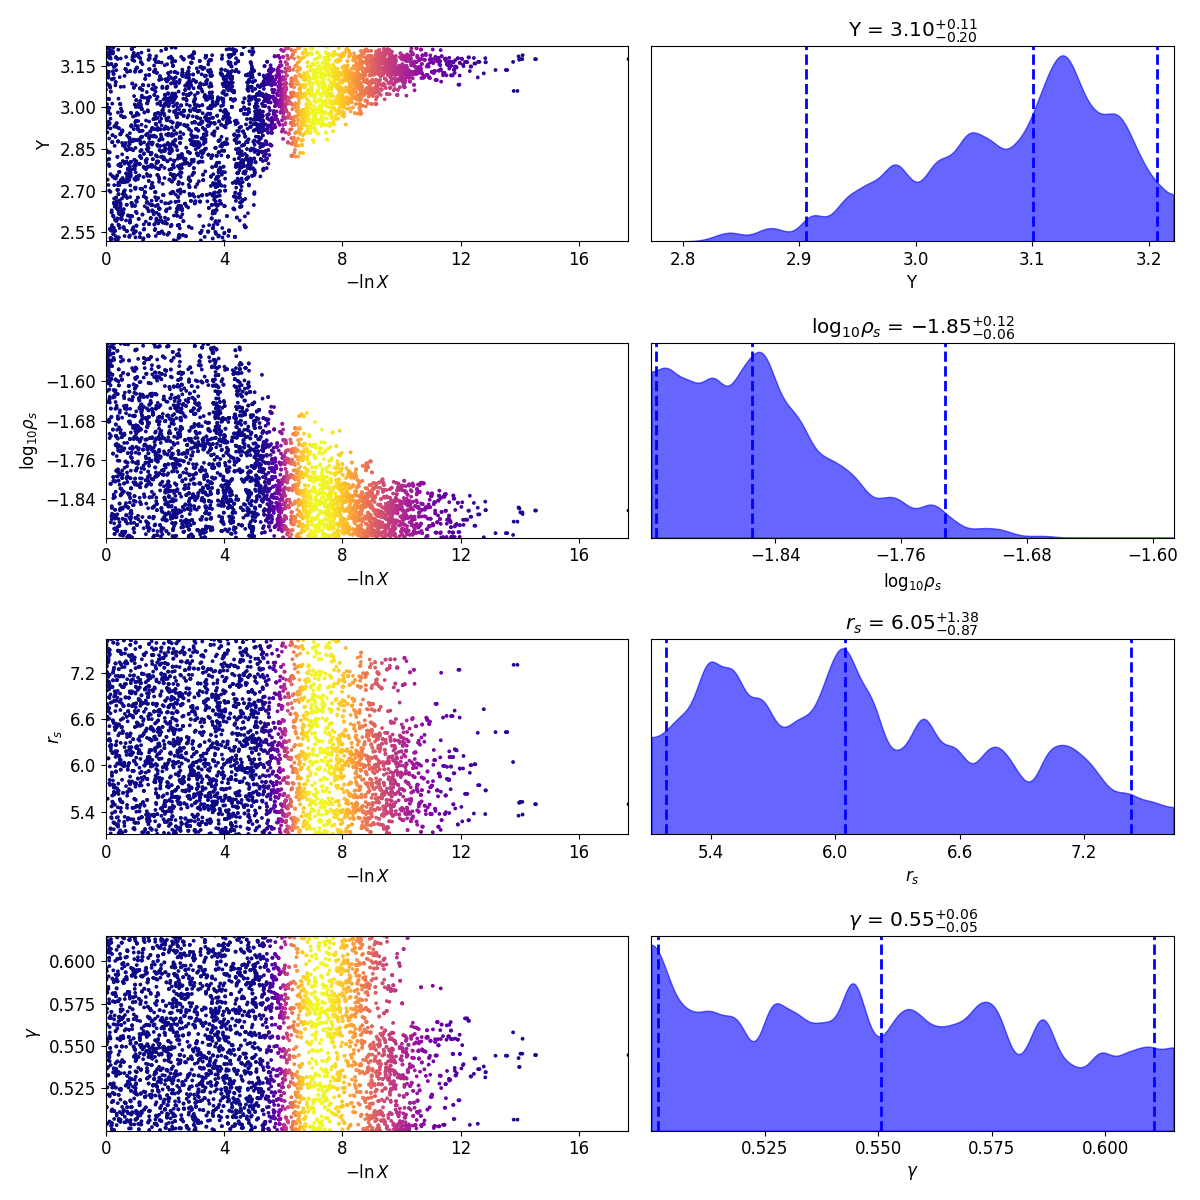 Y = 3.10+0.11−0.20
3.15
3.00
2.85
2.70
2.55
Y
0 4 8 12 16
−ln X
2.8 2.9 3.0 3.1 3.2
Y
log10ρs = −1.85+0.12−0.06
−1.60
−1.68
−1.76
−1.84
log10ρs
0 4 8 12 16
−ln X
−1.84 −1.76 −1.68 −1.60
log10ρs
rs = 6.05+1.38−0.87
7.2
6.6
6.0
5.4
rs
0 4 8 12 16
−ln X
5.4 6.0 6.6 7.2
rs
γ = 0.55+0.06−0.05
0.600
0.575
0.550
0.525
γ
0 4 8 12 16
−ln X
0.525 0.550 0.575 0.600
γ